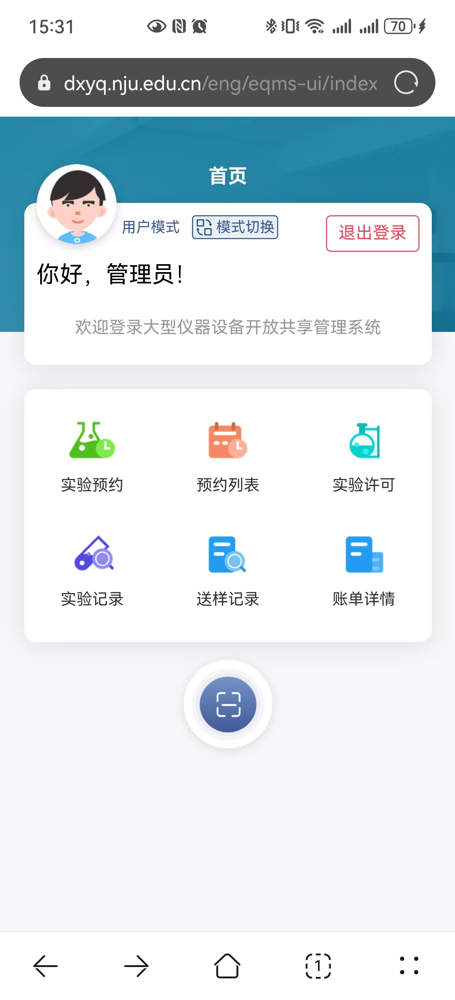 15:31
70
dxyq.nju.edu.cn/eng/eqms-ui/index
首页
用户模式
模式切换
退出登录
你好，管理员！
欢迎登录大型仪器设备开放共享管理系统
实验预约
预约列表
实验许可
实验记录
送样记录
账单详情
1